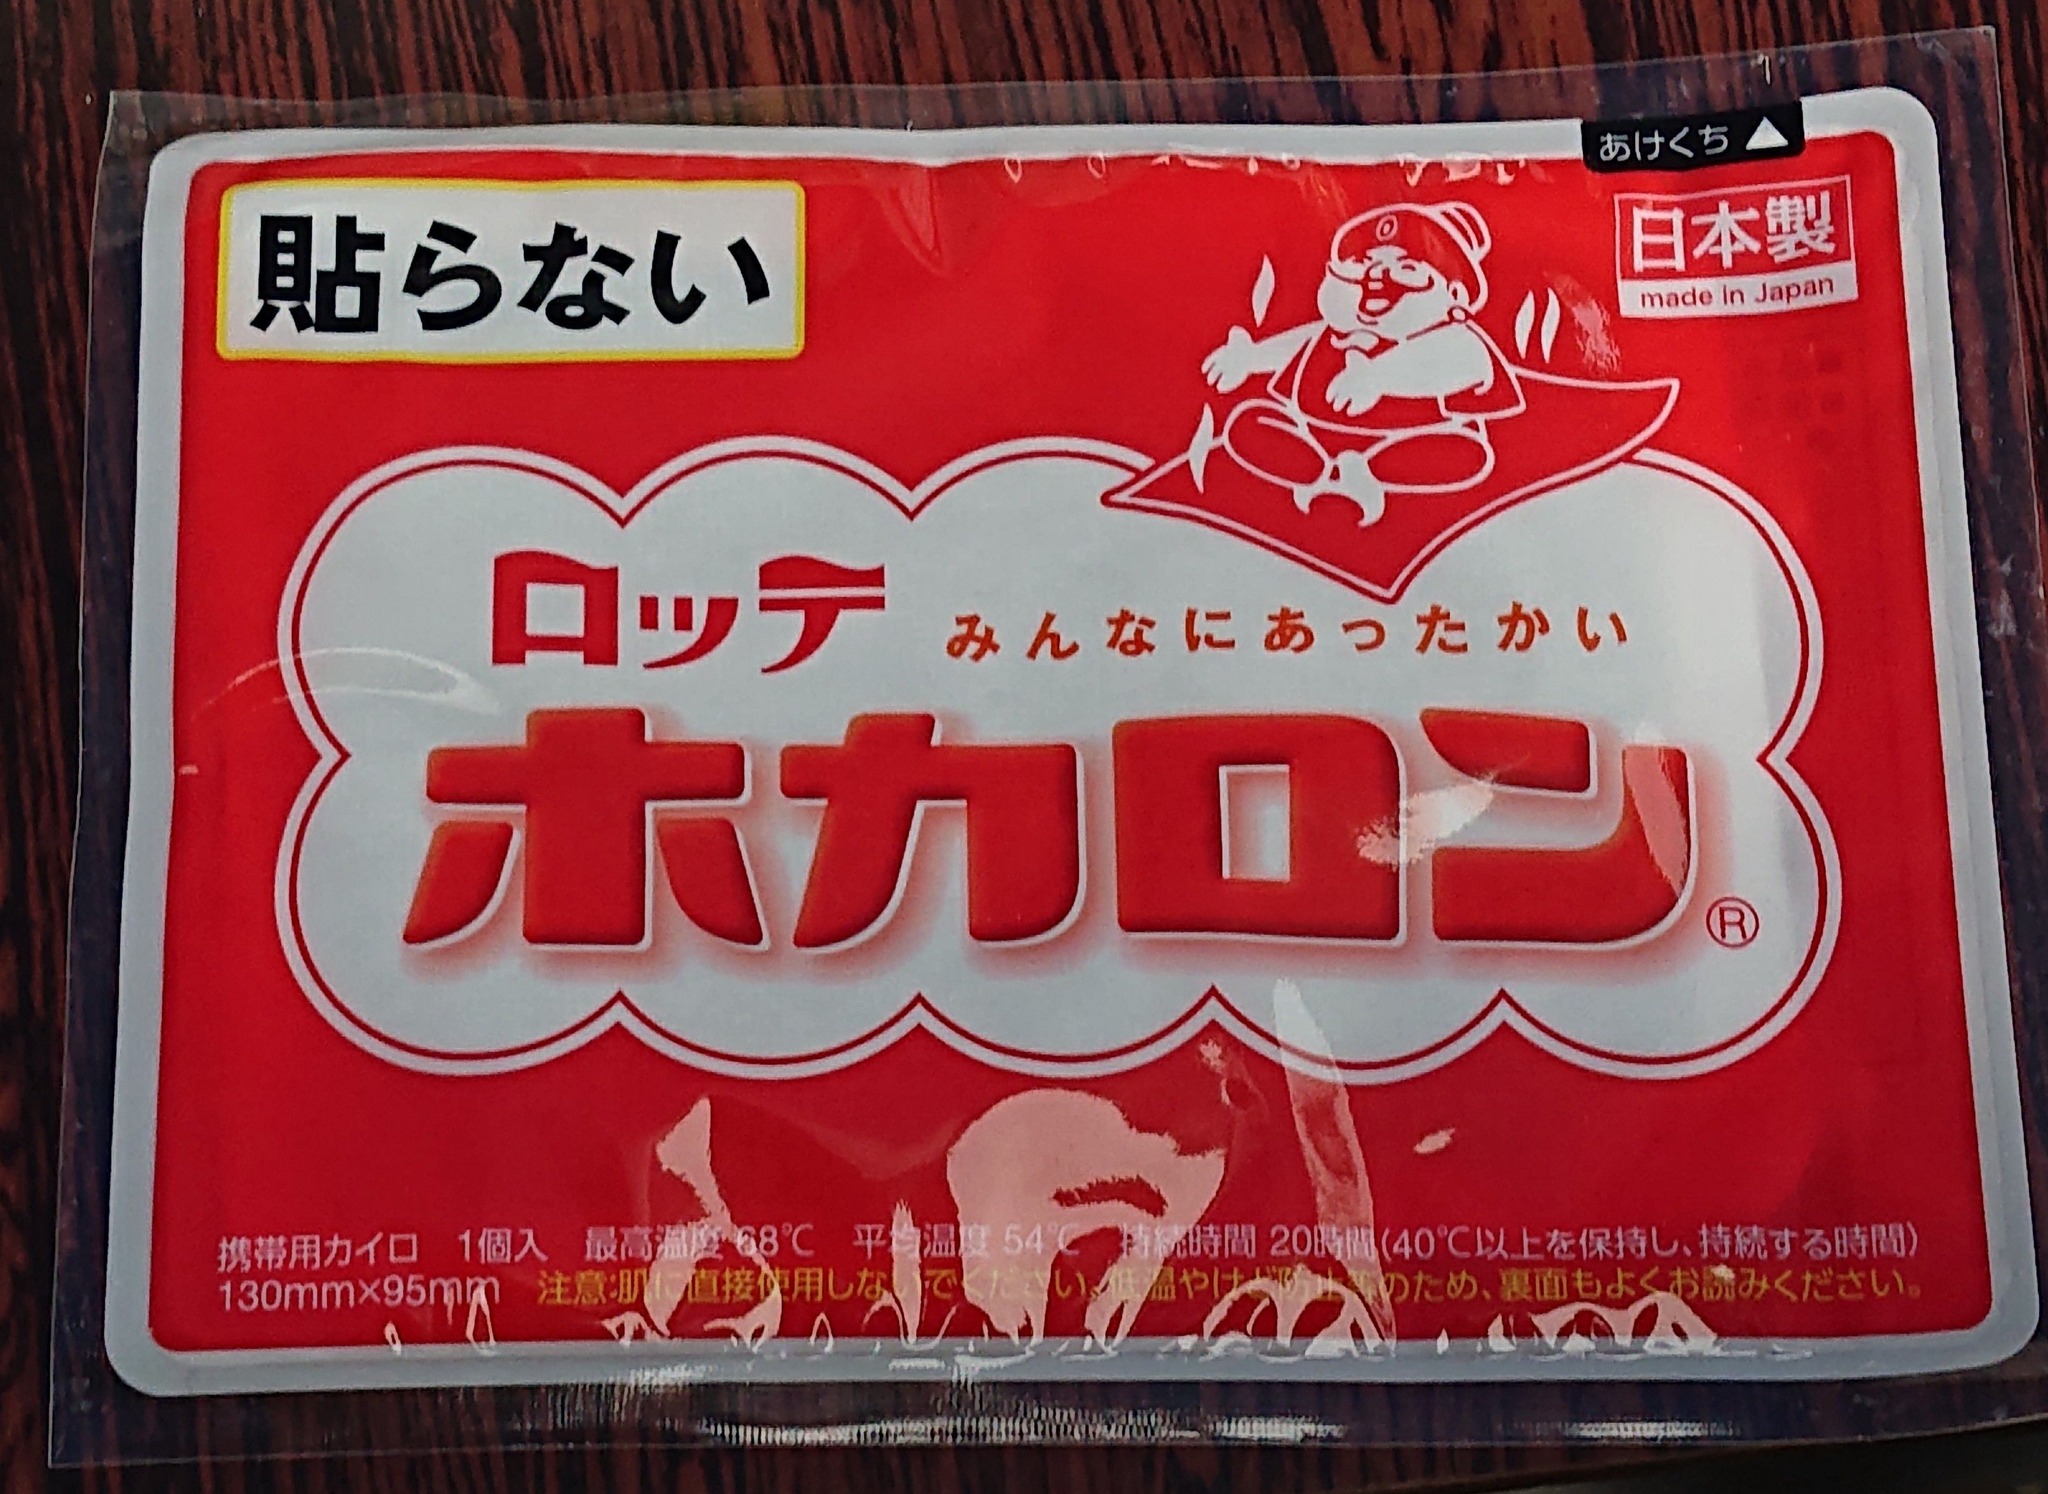 あけくち▲
貼らない
日本製
made in Japan
ロッテ みんなにあったかい
ホカロン®
携帯用カイロ 1個入 最高温度 68℃ 平均温度 54℃ 持続時間 20時間(40℃以上を保持し、持続する時間)
130mm×95mm 注意:肌に直接使用しないでください。低温やけど防止等のため、裏面もよくお読みください。